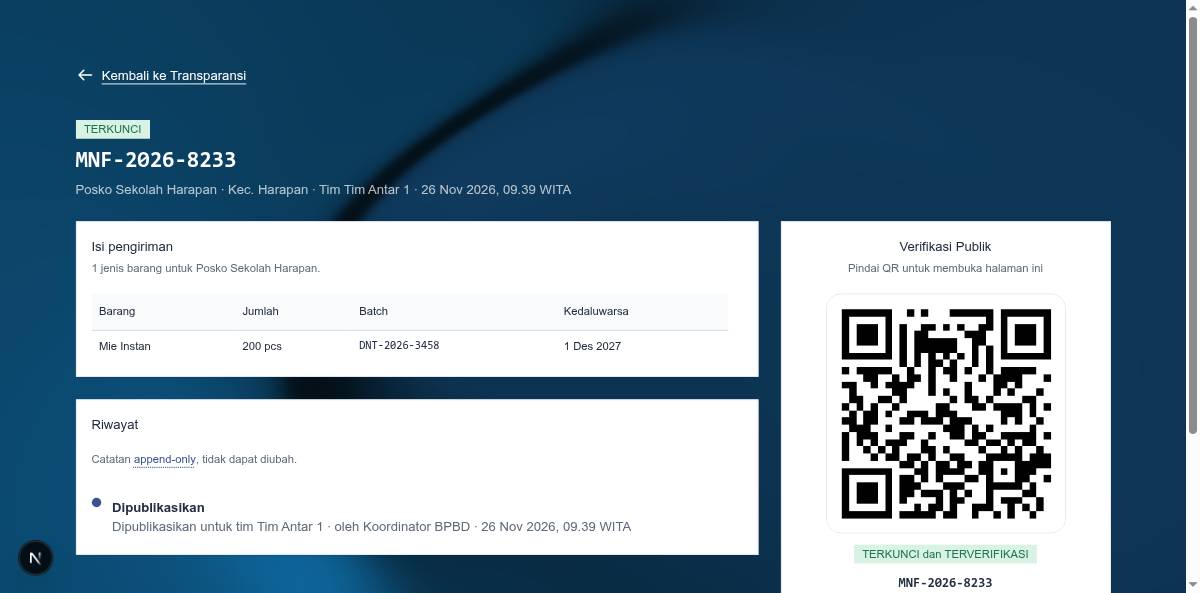 Kembali ke Transparansi
TERKUNCI
MNF-2026-8233
Posko Sekolah Harapan · Kec. Harapan · Tim Tim Antar 1 · 26 Nov 2026, 09.39 WITA
Isi pengiriman
1 jenis barang untuk Posko Sekolah Harapan.
Barang Jumlah Batch Kedaluwarsa
Mie Instan 200 pcs DNT-2026-3458 1 Des 2027
Riwayat
Catatan append-only, tidak dapat diubah.
Dipublikasikan
Dipublikasikan untuk tim Tim Antar 1 · oleh Koordinator BPBD · 26 Nov 2026, 09.39 WITA
Verifikasi Publik
Pindai QR untuk membuka halaman ini
TERKUNCI dan TERVERIFIKASI
MNF-2026-8233
N